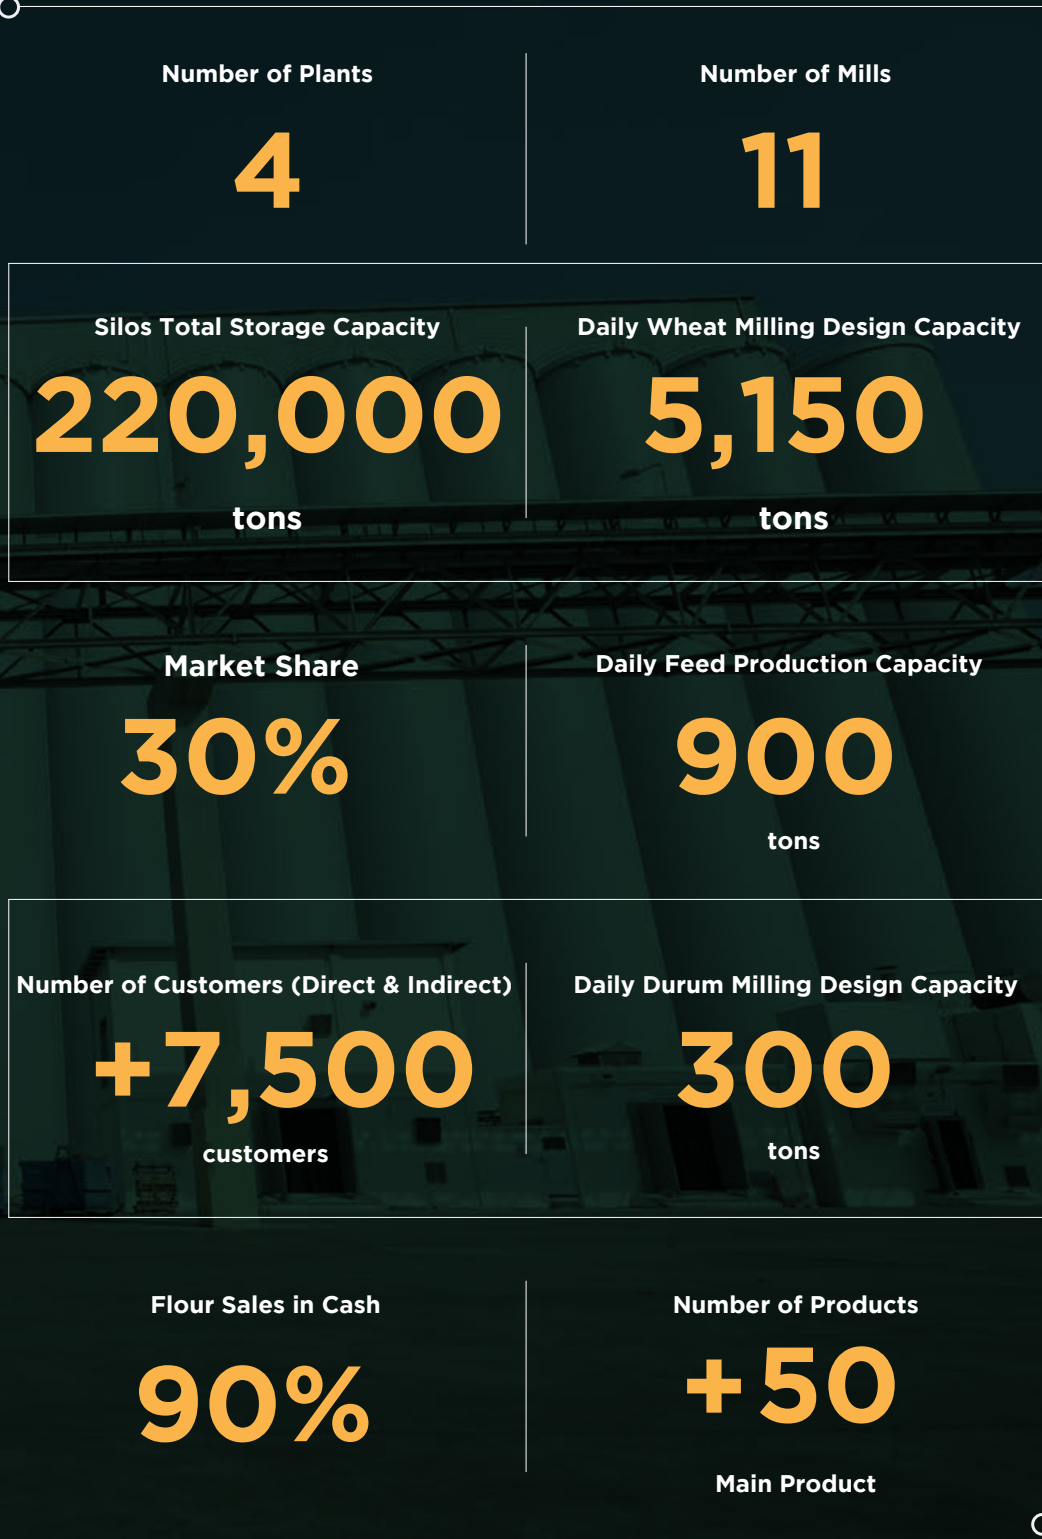 Number of Plants
4
Number of Mills
11
Silos Total Storage Capacity
220,000
tons
Daily Wheat Milling Design Capacity
5,150
tons
Market Share
30%
Daily Feed Production Capacity
900
tons
Number of Customers (Direct & Indirect)
+7,500
customers
Daily Durum Milling Design Capacity
300
tons
Flour Sales in Cash
90%
Number of Products
+50
Main Product